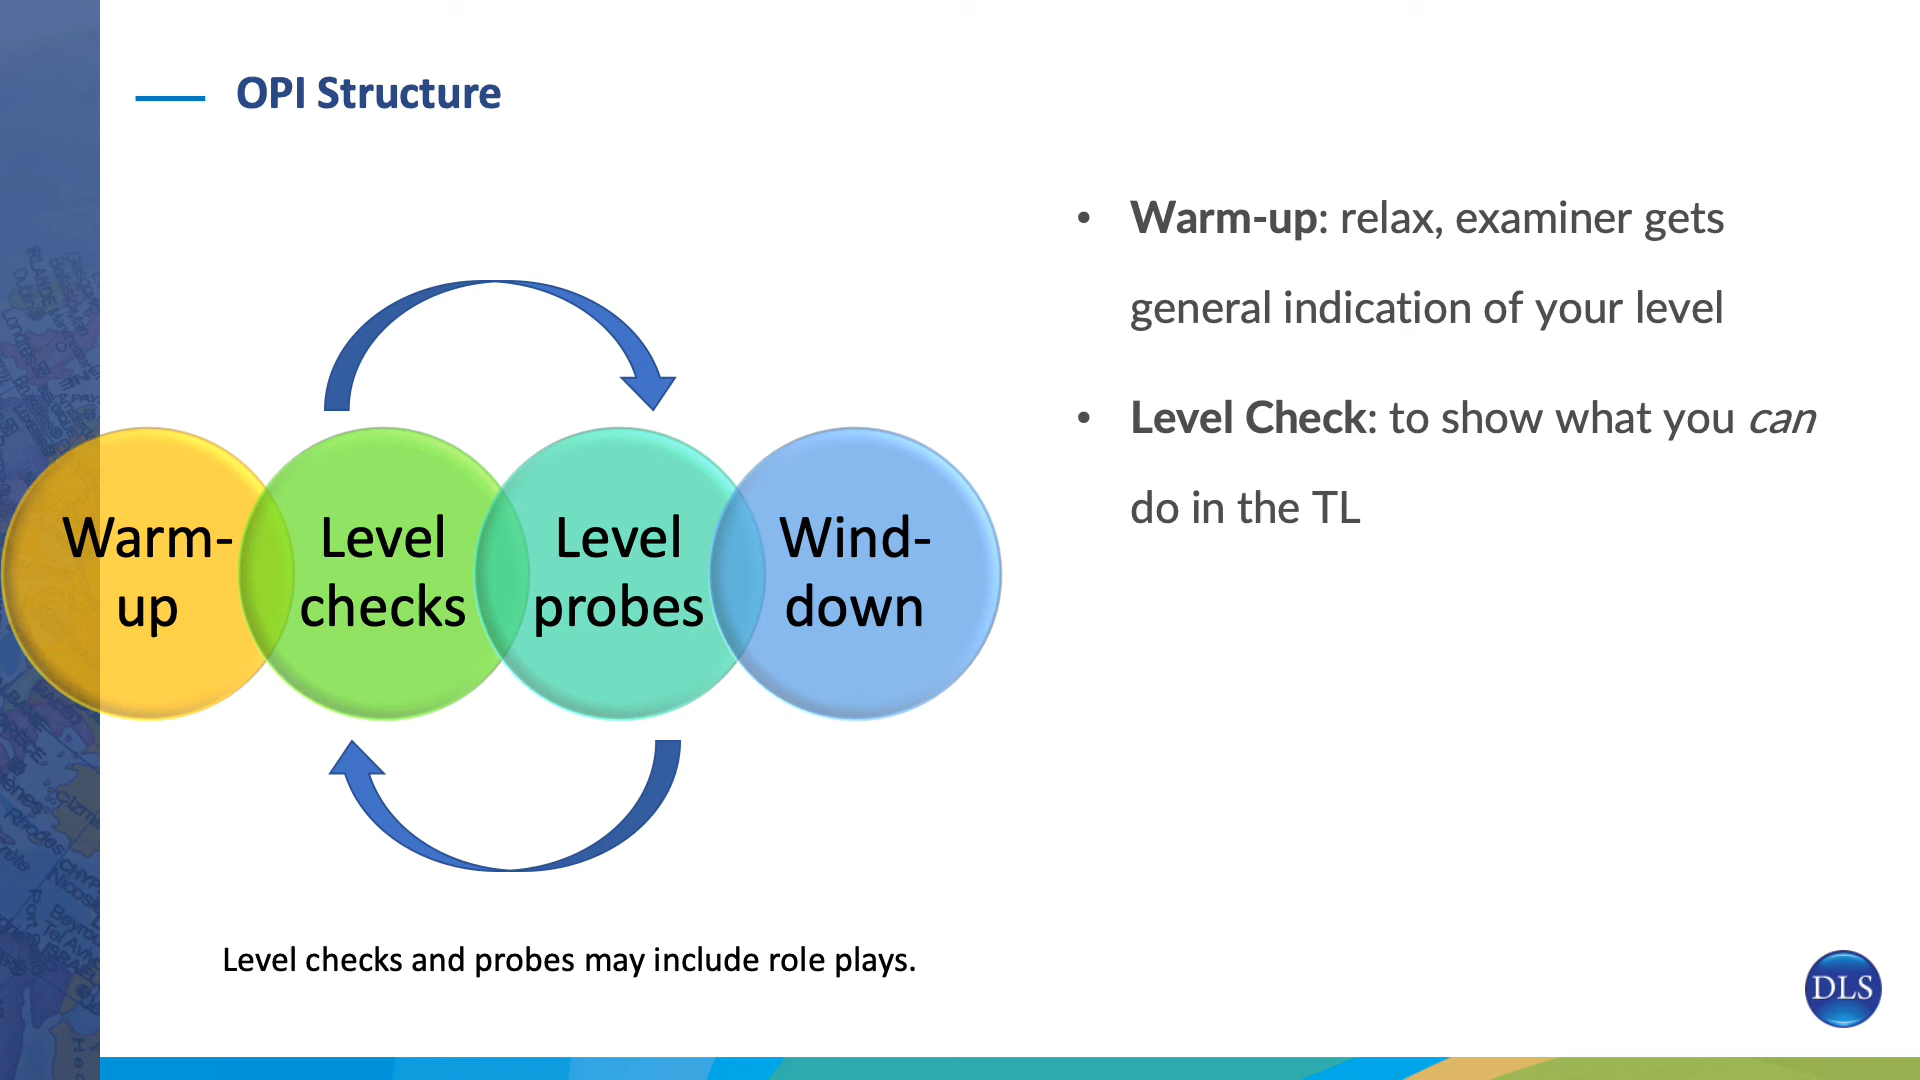 OPI Structure
• Warm-up: relax, examiner gets
general indication of your level
• Level Check: to show what you can
do in the TL
Warm-
up
Level
checks
Level
probes
Wind-
down
Level checks and probes may include role plays.
DLS